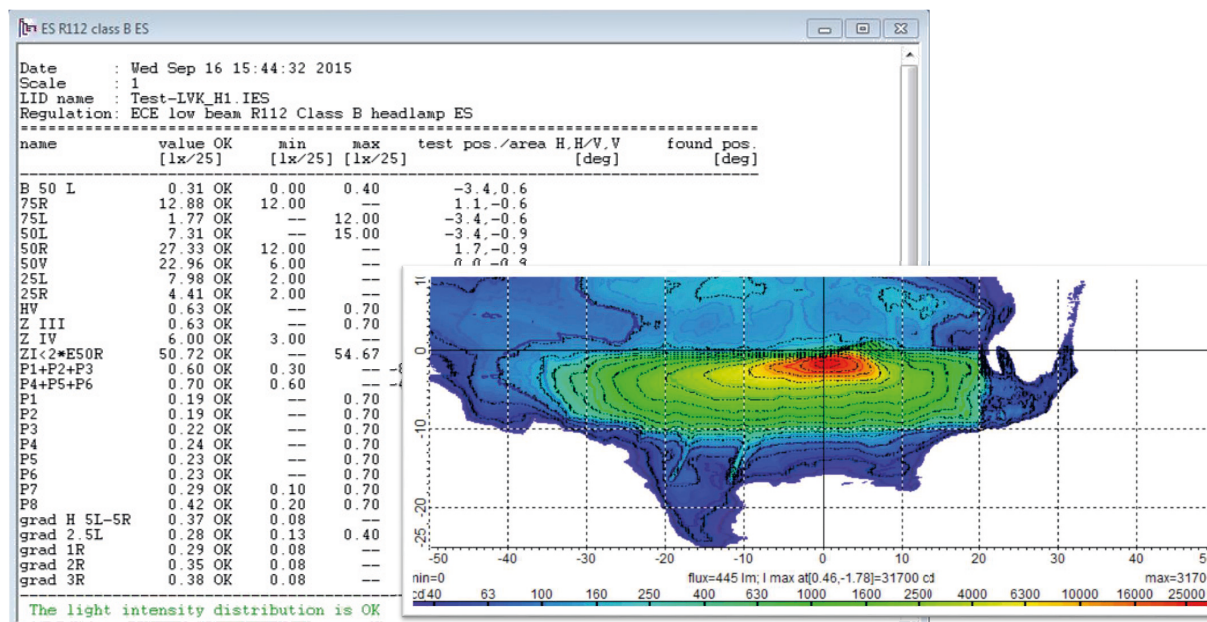 ES R112 class B ES
Date : Wed Sep 16 15:44:32 2015
Scale : 1
LID name : Test-LVK_H1.IES
Regulation: ECE low beam R112 Class B headlamp ES
name value OK min max test pos./area H,H/V,V found pos.
[lx/25] [lx/25] [lx/25] [deg] [deg]
B 50 L 0.31 OK 0.00 0.40 -3.4,0.6
75R 12.88 OK 12.00 -- 1.1,-0.6
75L 1.77 OK -- 12.00 -3.4,-0.6
50L 7.31 OK -- 15.00 -3.4,-0.9
50R 27.33 OK 12.00 -- 1.7,-0.9
50V 22.96 OK 6.00 -- 0.0,-0.9
25L 7.98 OK 2.00 --
25R 4.41 OK 2.00 --
HV 0.63 OK -- 0.70
Z III 0.63 OK -- 0.70
Z IV 6.00 OK 3.00 --
ZI<2*E50R 50.72 OK -- 54.67
P1+P2+P3 0.60 OK 0.30 --
P4+P5+P6 0.70 OK 0.60 --
P1 0.19 OK -- 0.70
P2 0.19 OK -- 0.70
P3 0.22 OK -- 0.70
P4 0.24 OK -- 0.70
P5 0.23 OK -- 0.70
P6 0.23 OK -- 0.70
P7 0.29 OK 0.10 0.70
P8 0.42 OK 0.20 0.70
grad H 5L-5R 0.37 OK 0.08 --
grad 2.5L 0.28 OK 0.13 0.40
grad 1R 0.29 OK 0.08 --
grad 2R 0.35 OK 0.08 --
grad 3R 0.38 OK 0.08 --
The light intensity distribution is OK
10
0
-10
-20
-25
-50 -40 -30 -20 -10 0 10 20 30 40 50
min=0 flux=445 lm; I max at[0.46,-1.78]=31700 cd max=3170
cd 40 63 100 160 250 400 630 1000 1600 2500 4000 6300 10000 16000 25000